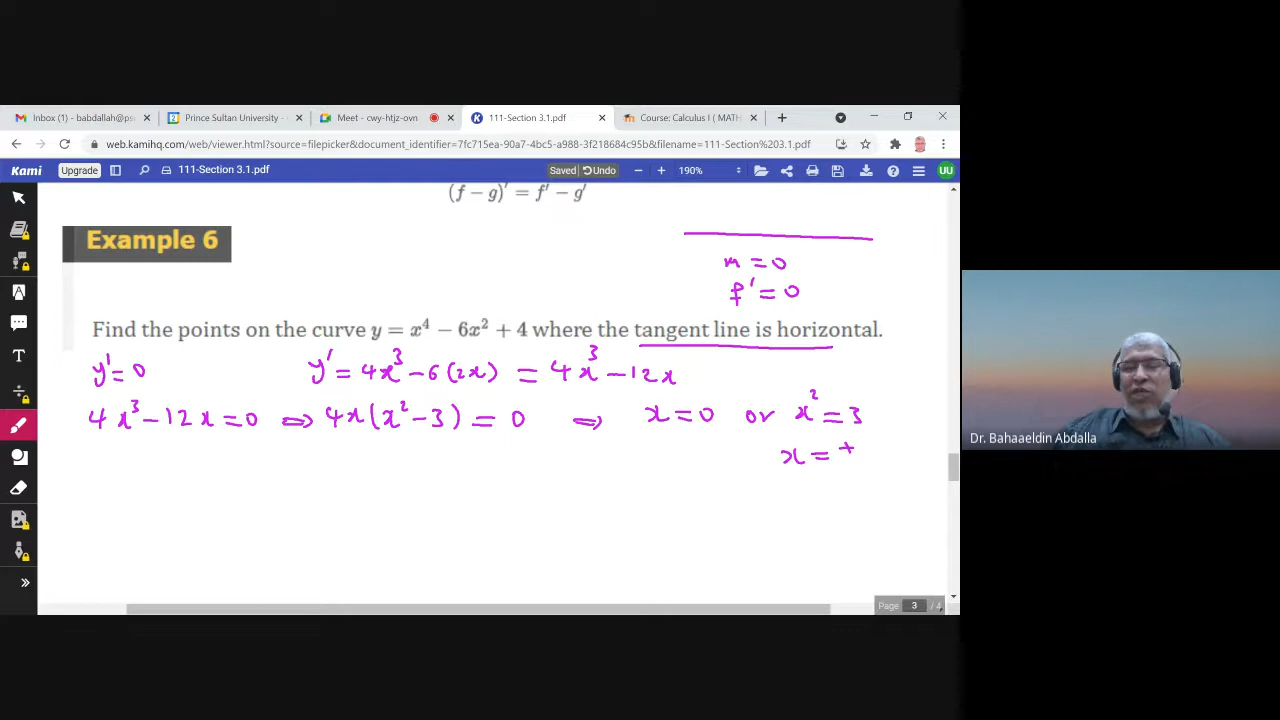 Inbox (1) - babdallah@ps
Prince Sultan University -
Meet - cwy-htjz-ovn
111-Section 3.1.pdf
Course: Calculus I ( MATH
web.kamihq.com/web/viewer.html?source=filepicker&document_identifier=7fc715ea-90a7-4bc5-a988-3f218684c95b&filename=111-Section%203.1.pdf
Kami Upgrade 111-Section 3.1.pdf Saved Undo 190% UU
(f − g)′ = f′ − g′
Example 6
m = 0
f' = 0
Find the points on the curve y = x⁴ − 6x² + 4 where the tangent line is horizontal.
y' = 0 y' = 4x³ − 6(2x) = 4x³ − 12x
4x³ − 12x = 0 ⇒ 4x(x² − 3) = 0 ⇒ x = 0 or x² = 3
x = +
Dr. Bahaaeldin Abdalla
Page 3 / 4